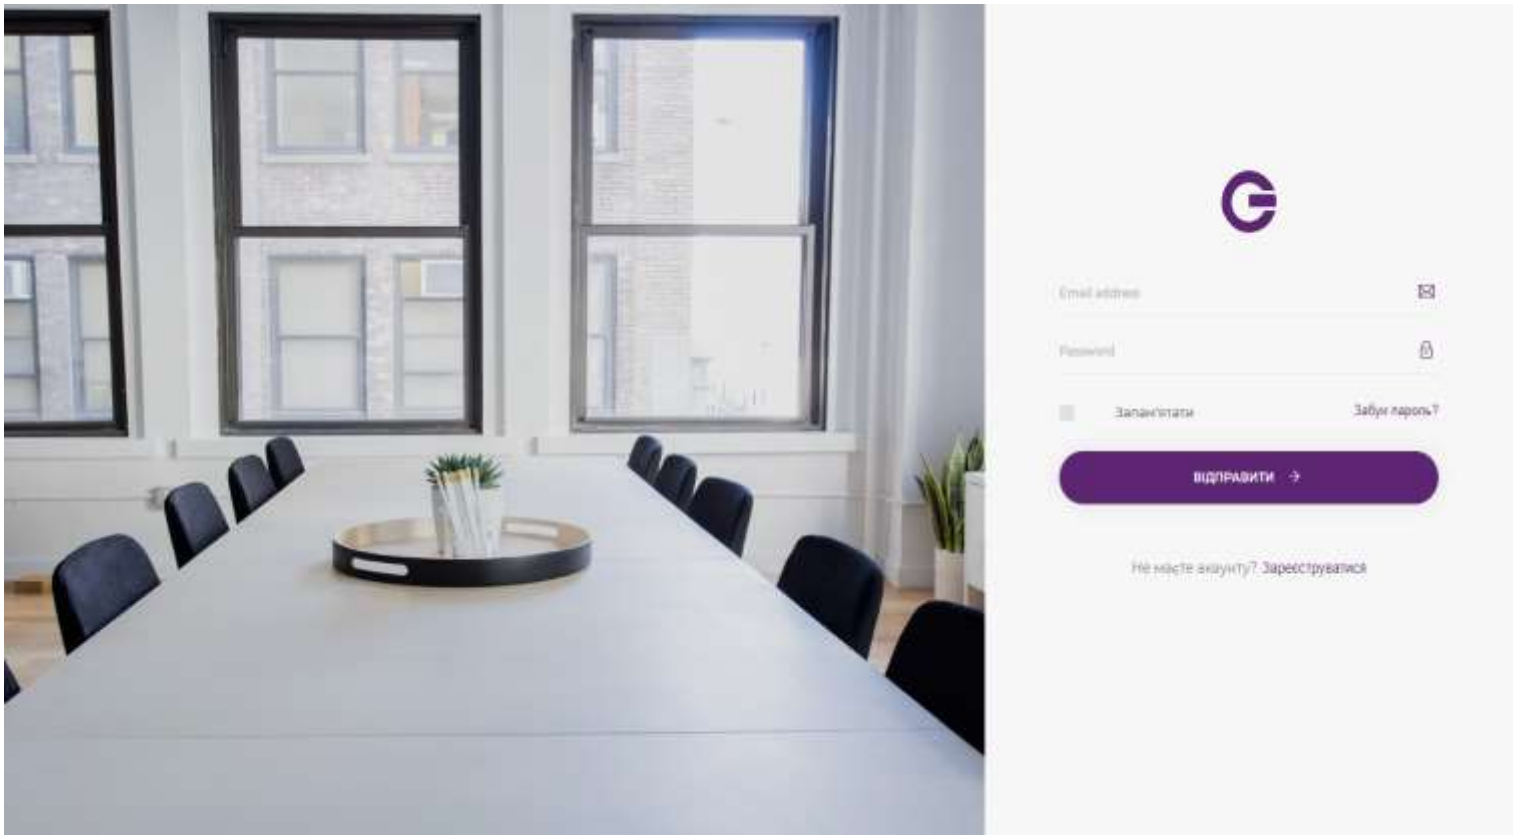 Email address
Password
Запам'ятати
Забув пароль?
ВІДПРАВИТИ
Не маєте акаунту? Зареєструватися